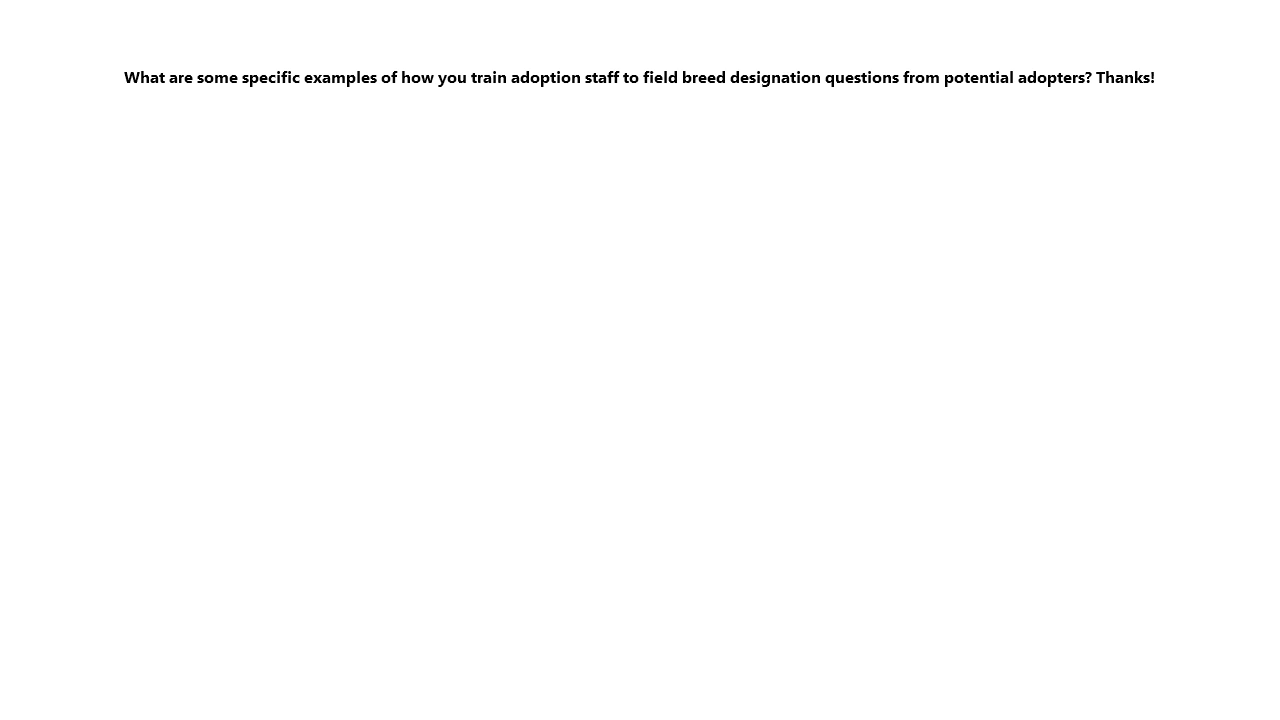 What are some specific examples of how you train adoption staff to field breed designation questions from potential adopters? Thanks!